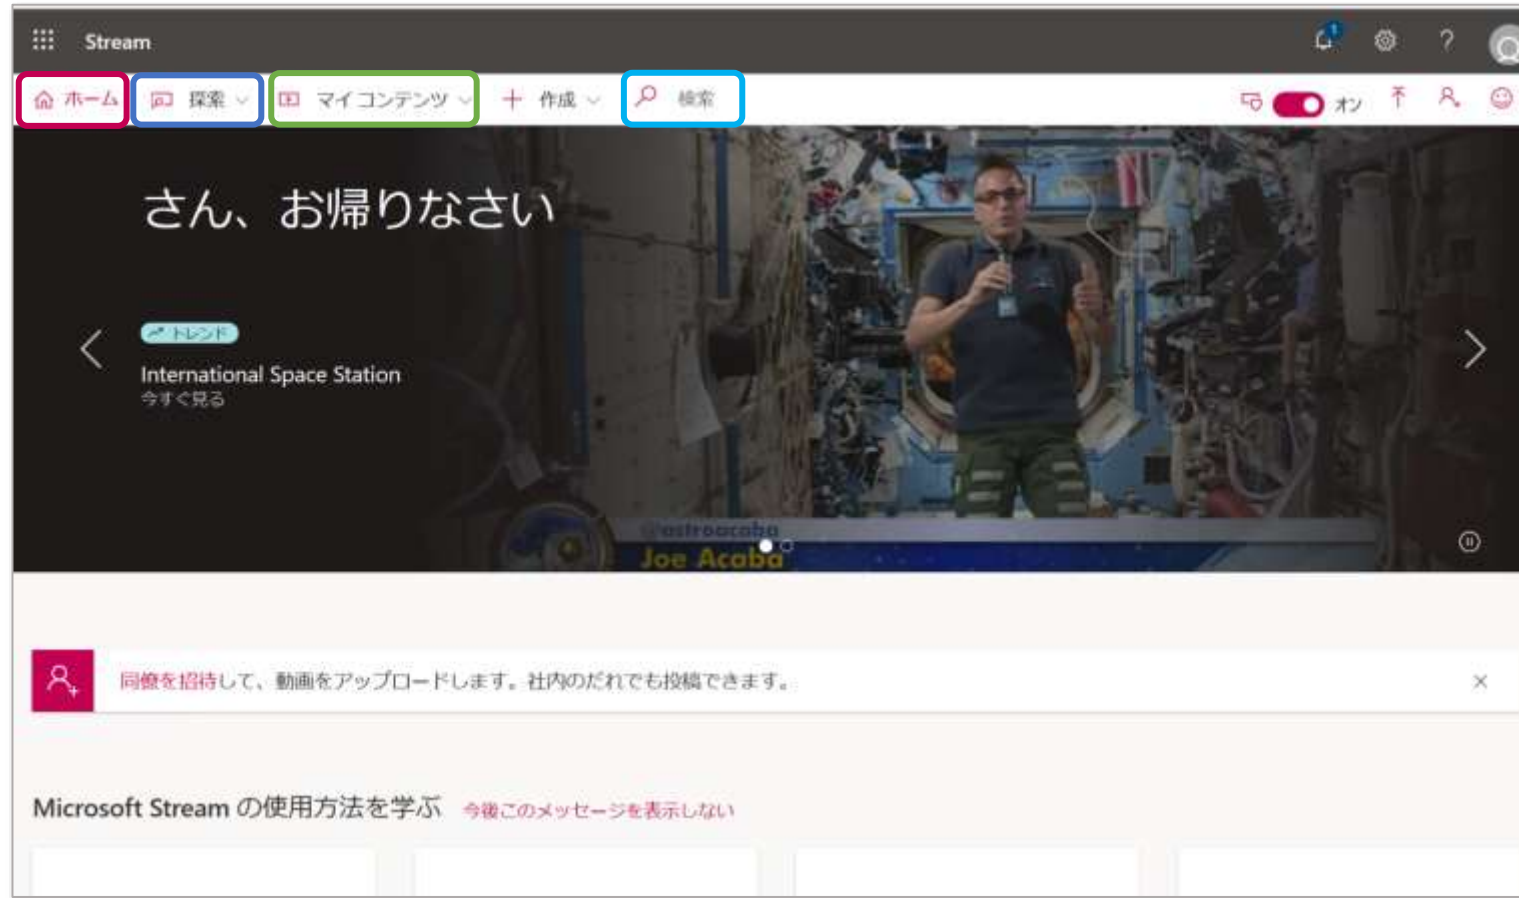 Stream
1
?
ホーム 探索 マイ コンテンツ 作成 検索 オン
さん、お帰りなさい
トレンド
International Space Station
今すぐ見る
@astroacaba
Joe Acaba
同僚を招待して、動画をアップロードします。社内のだれでも投稿できます。
Microsoft Stream の使用方法を学ぶ 今後このメッセージを表示しない